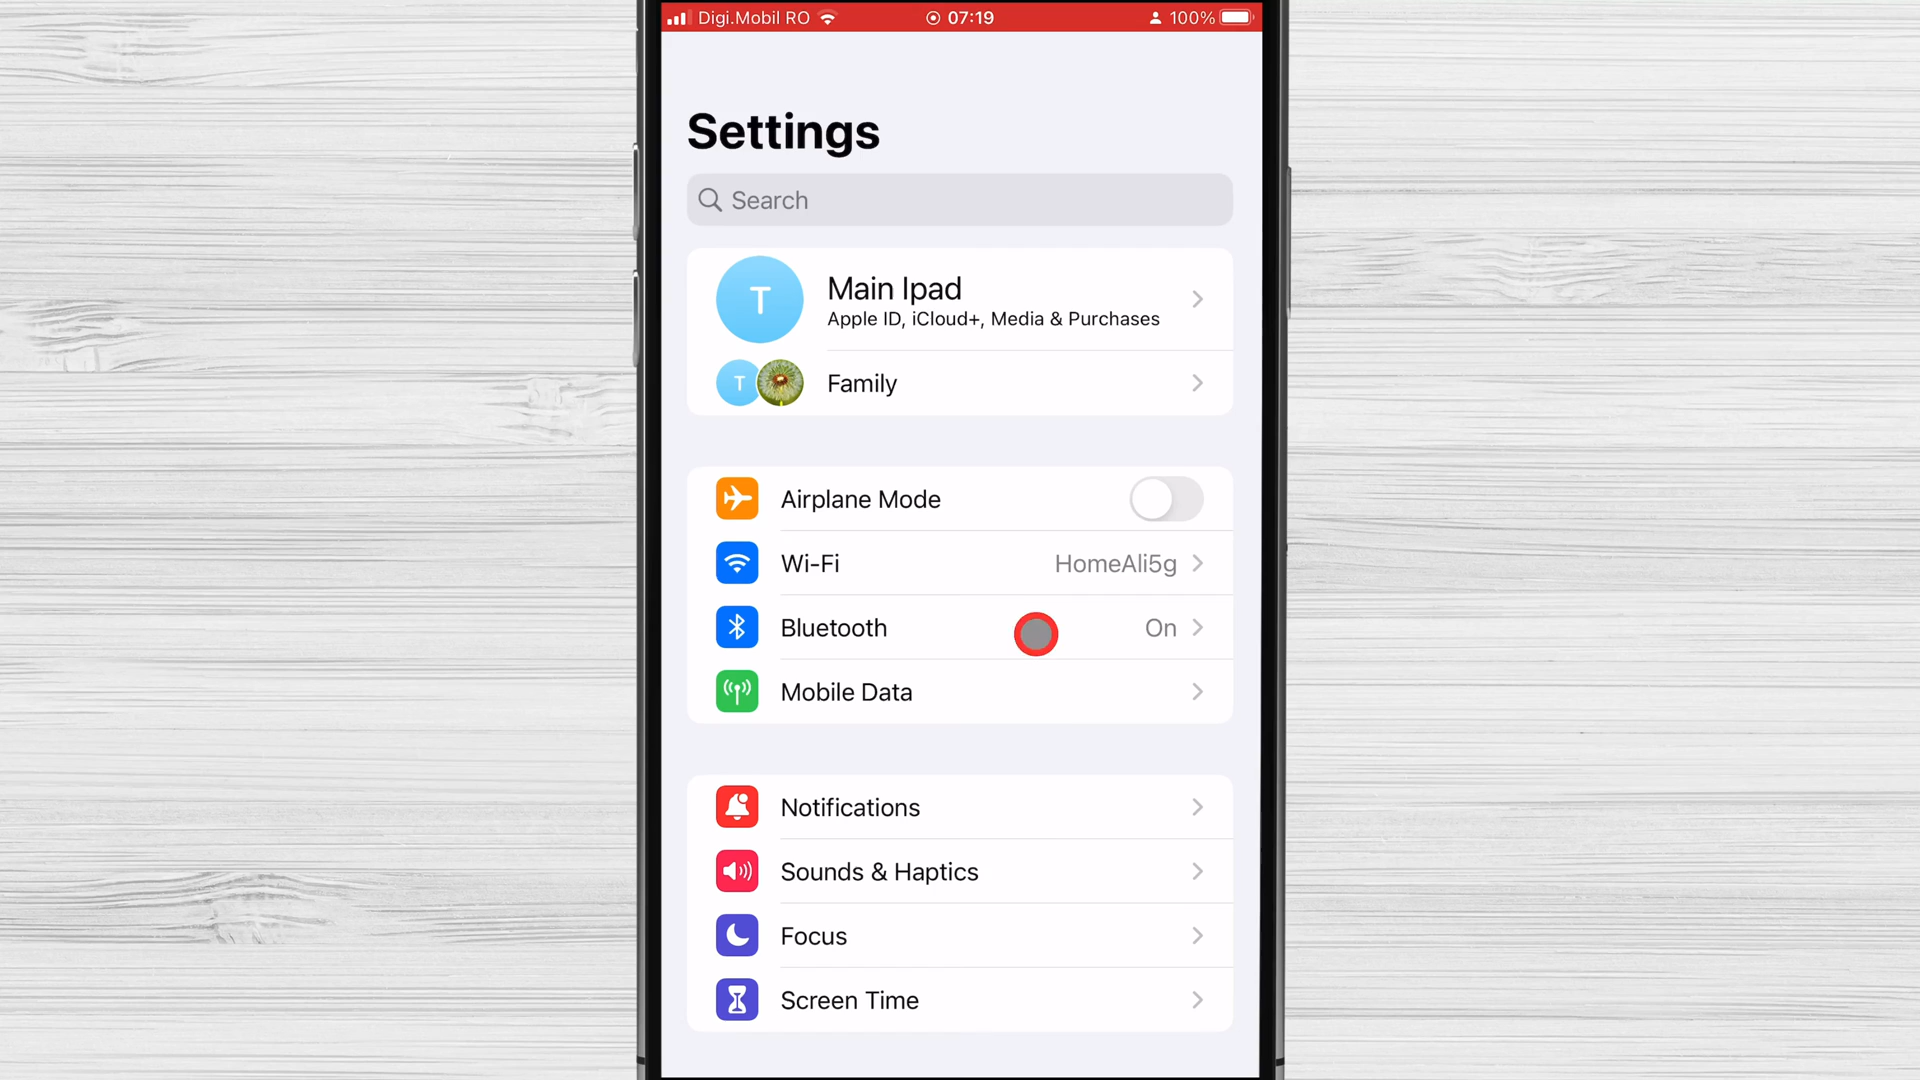 Digi.Mobil RO 07:19 100%
Settings
Search
T
Main Ipad
Apple ID, iCloud+, Media & Purchases
T
Family
Airplane Mode
Wi-Fi HomeAli5g
Bluetooth On
Mobile Data
Notifications
Sounds & Haptics
Focus
Screen Time